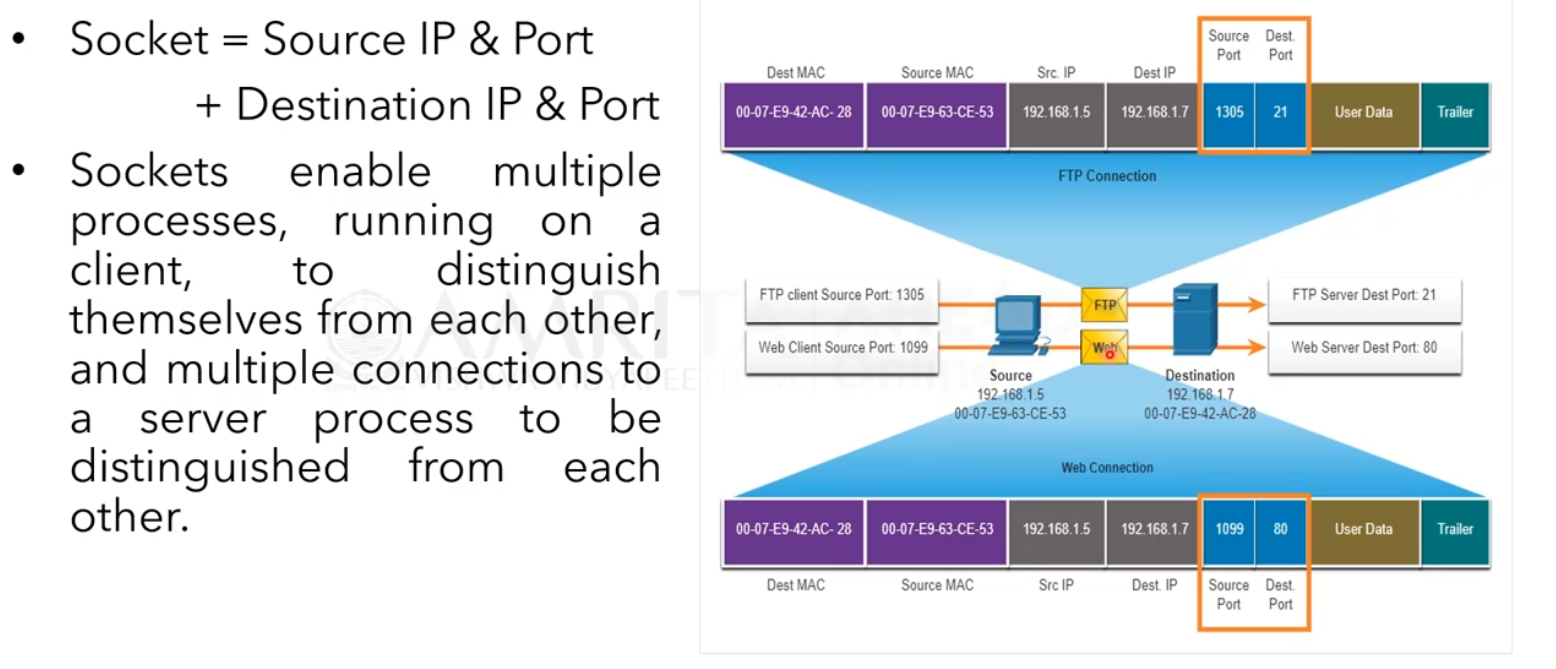 • Socket = Source IP & Port
+ Destination IP & Port
• Sockets enable multiple
processes, running on a
client, to distinguish
themselves from each other,
and multiple connections to
a server process to be
distinguished from each
other.
Source Port Dest. Port
Dest MAC Source MAC Src. IP Dest IP
00-07-E9-42-AC- 28 00-07-E9-63-CE-53 192.168.1.5 192.168.1.7 1305 21 User Data Trailer
FTP Connection
FTP client Source Port: 1305 FTP FTP Server Dest Port: 21
Web Client Source Port: 1099 Web Web Server Dest Port: 80
Source Destination
192.168.1.5 192.168.1.7
00-07-E9-63-CE-53 00-07-E9-42-AC-28
Web Connection
00-07-E9-42-AC- 28 00-07-E9-63-CE-53 192.168.1.5 192.168.1.7 1099 80 User Data Trailer
Dest MAC Source MAC Src IP Dest. IP Source Port Dest. Port
AMRITA
Online